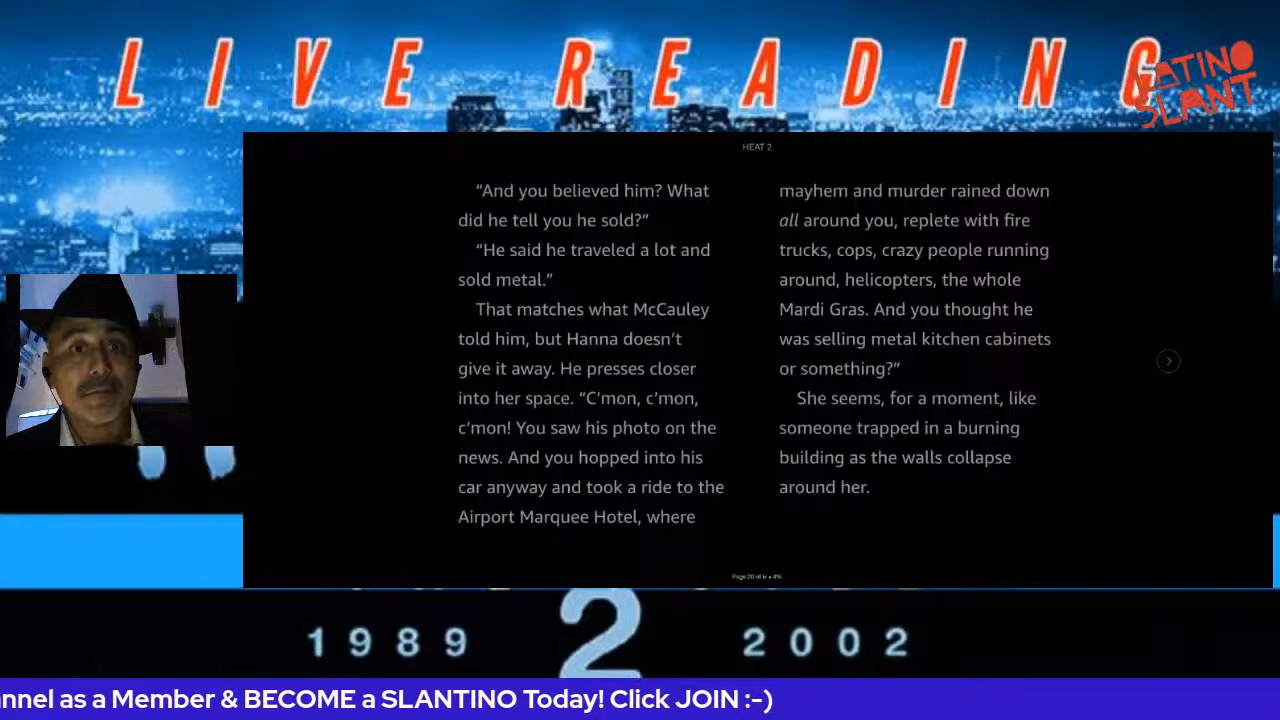 LIVE READING
LATINO
SLANT
HEAT 2
“And you believed him? What
did he tell you he sold?”
“He said he traveled a lot and
sold metal.”
That matches what McCauley
told him, but Hanna doesn’t
give it away. He presses closer
into her space. “C’mon, c’mon,
c’mon! You saw his photo on the
news. And you hopped into his
car anyway and took a ride to the
Airport Marquee Hotel, where
mayhem and murder rained down
all around you, replete with fire
trucks, cops, crazy people running
around, helicopters, the whole
Mardi Gras. And you thought he
was selling metal kitchen cabinets
or something?”
She seems, for a moment, like
someone trapped in a burning
building as the walls collapse
around her.
Page 20 of iv • 4%
1989 2 2002
nnel as a Member & BECOME a SLANTINO Today! Click JOIN :-)